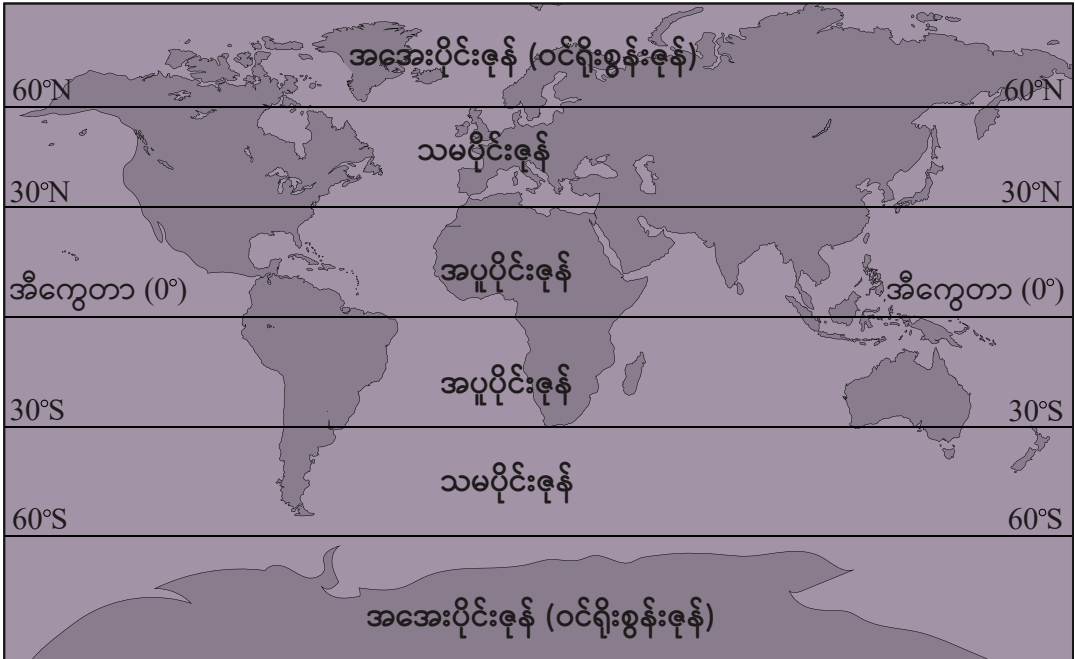 အအေးပိုင်းဇုန် (ဝင်ရိုးစွန်းဇုန်)
60°N 60°N
သမပိုင်းဇုန်
30°N 30°N
အပူပိုင်းဇုန်
အီကွေတာ (0°) အီကွေတာ (0°)
အပူပိုင်းဇုန်
30°S 30°S
သမပိုင်းဇုန်
60°S 60°S
အအေးပိုင်းဇုန် (ဝင်ရိုးစွန်းဇုန်)